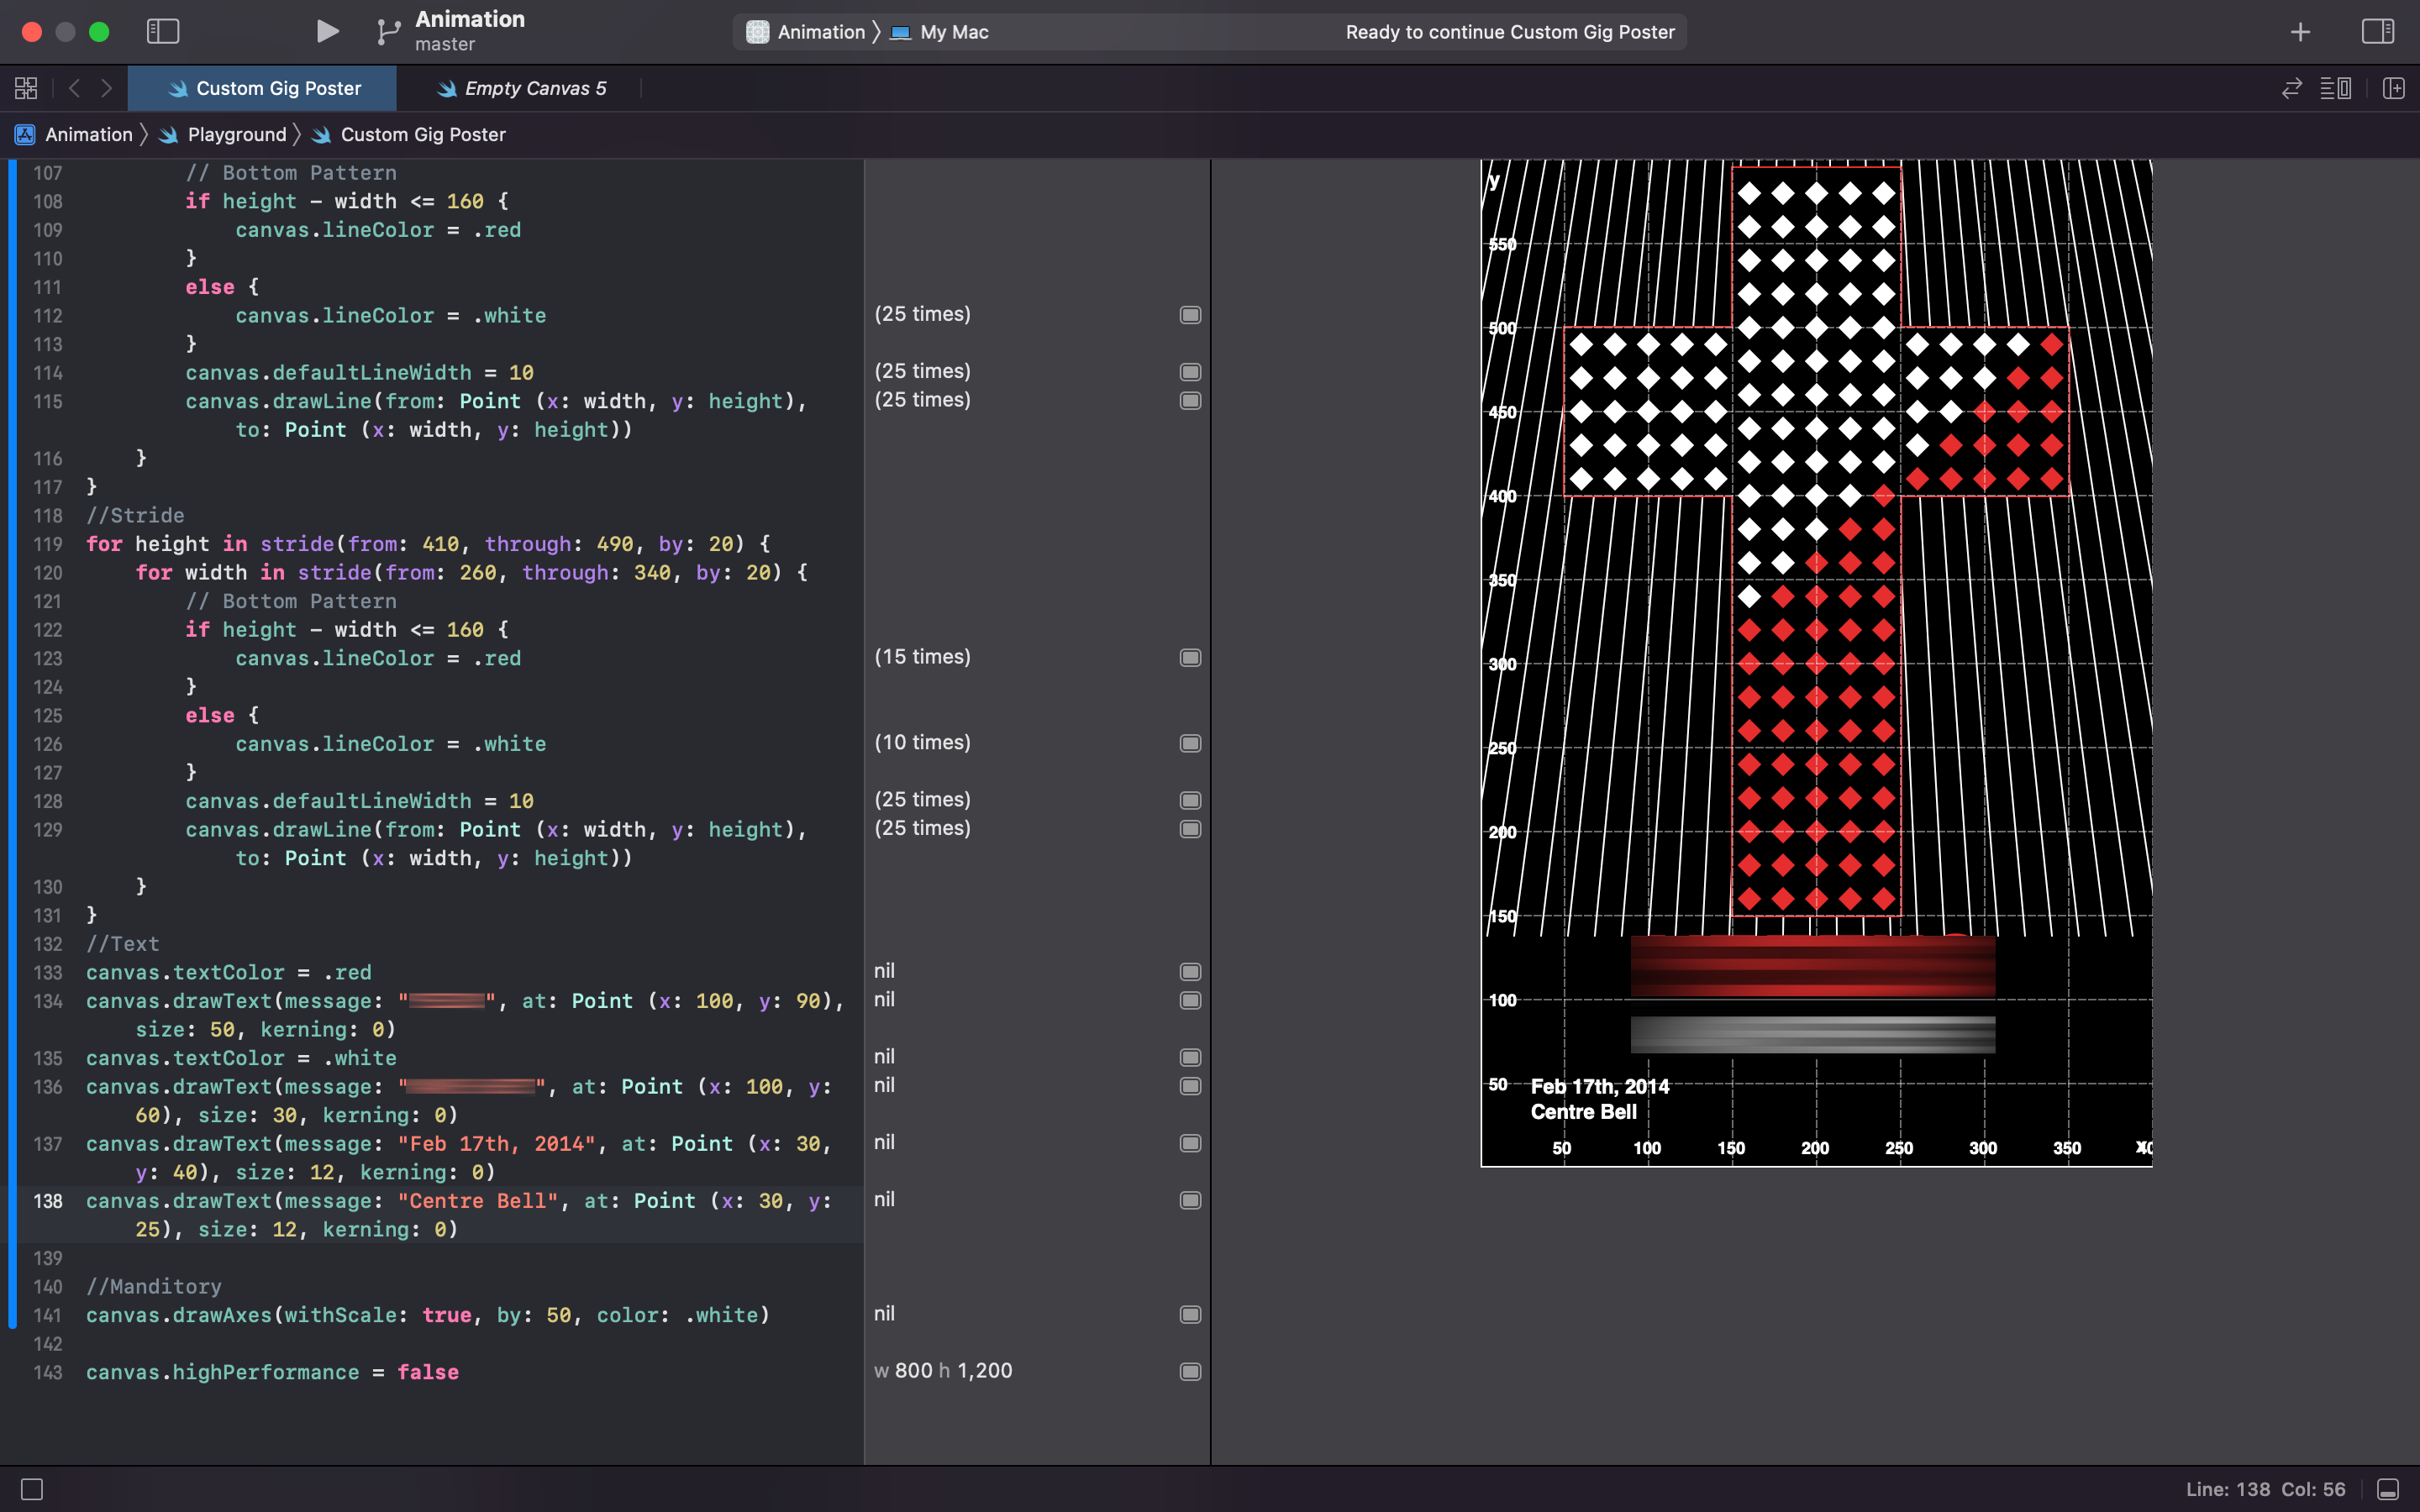 Animation
master
Animation 〉 My Mac
Ready to continue Custom Gig Poster
Custom Gig Poster
Empty Canvas 5
Animation 〉 Playground 〉 Custom Gig Poster
107 // Bottom Pattern
108 if height - width <= 160 {
109 canvas.lineColor = .red
110 }
111 else {
112 canvas.lineColor = .white
(25 times)
113 }
114 canvas.defaultLineWidth = 10
(25 times)
115 canvas.drawLine(from: Point (x: width, y: height),
(25 times)
to: Point (x: width, y: height))
116 }
117 }
118 //Stride
119 for height in stride(from: 410, through: 490, by: 20) {
120 for width in stride(from: 260, through: 340, by: 20) {
121 // Bottom Pattern
122 if height - width <= 160 {
123 canvas.lineColor = .red
(15 times)
124 }
125 else {
126 canvas.lineColor = .white
(10 times)
127 }
128 canvas.defaultLineWidth = 10
(25 times)
129 canvas.drawLine(from: Point (x: width, y: height),
(25 times)
to: Point (x: width, y: height))
130 }
131 }
132 //Text
133 canvas.textColor = .red
nil
134 canvas.drawText(message: "", at: Point (x: 100, y: 90),
nil
size: 50, kerning: 0)
135 canvas.textColor = .white
nil
136 canvas.drawText(message: "", at: Point (x: 100, y:
nil
60), size: 30, kerning: 0)
137 canvas.drawText(message: "Feb 17th, 2014", at: Point (x: 30,
nil
y: 40), size: 12, kerning: 0)
138 canvas.drawText(message: "Centre Bell", at: Point (x: 30, y:
nil
25), size: 12, kerning: 0)
139
140 //Manditory
141 canvas.drawAxes(withScale: true, by: 50, color: .white)
nil
142
143 canvas.highPerformance = false
w 800 h 1,200
y
550
500
450
400
350
300
250
200
150
100
50
Feb 17th, 2014
Centre Bell
50 100 150 200 250 300 350 x
Line: 138 Col: 56